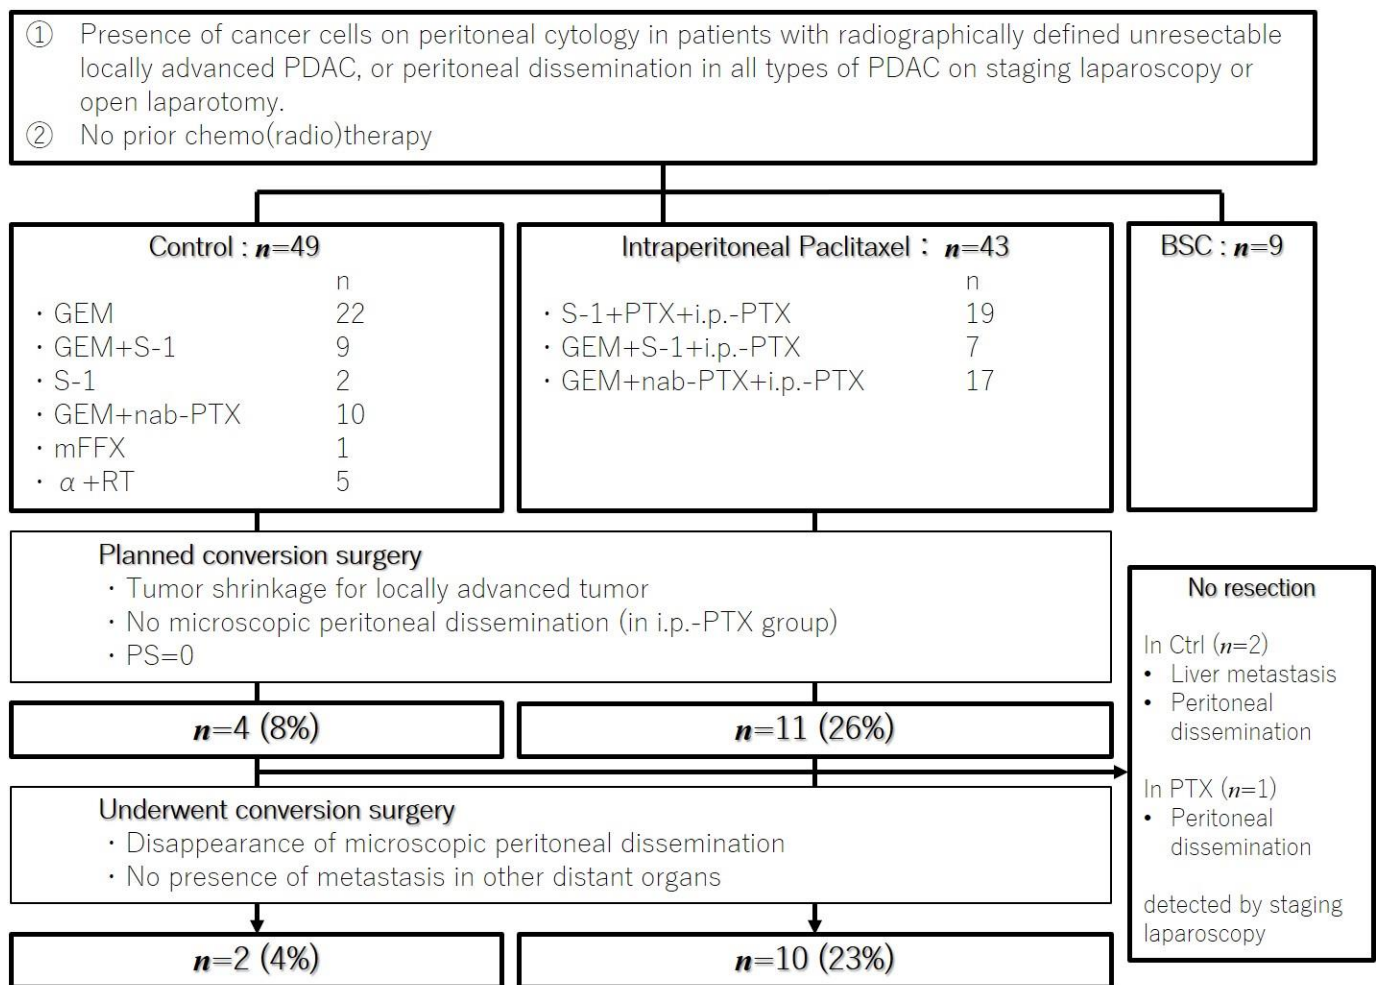 ① Presence of cancer cells on peritoneal cytology in patients with radiographically defined unresectable
locally advanced PDAC, or peritoneal dissemination in all types of PDAC on staging laparoscopy or
open laparotomy.
② No prior chemo(radio)therapy
Control : n=49
n
・GEM 22
・GEM+S-1 9
・S-1 2
・GEM+nab-PTX 10
・mFFX 1
・α+RT 5
Intraperitoneal Paclitaxel : n=43
n
・S-1+PTX+i.p.-PTX 19
・GEM+S-1+i.p.-PTX 7
・GEM+nab-PTX+i.p.-PTX 17
BSC : n=9
Planned conversion surgery
・Tumor shrinkage for locally advanced tumor
・No microscopic peritoneal dissemination (in i.p.-PTX group)
・PS=0
n=4 (8%)
n=11 (26%)
No resection
In Ctrl (n=2)
• Liver metastasis
• Peritoneal
dissemination
In PTX (n=1)
• Peritoneal
dissemination
detected by staging
laparoscopy
Underwent conversion surgery
・Disappearance of microscopic peritoneal dissemination
・No presence of metastasis in other distant organs
n=2 (4%)
n=10 (23%)